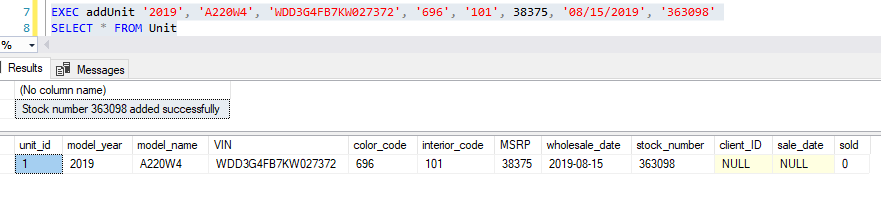 7 EXEC addUnit '2019', 'A220W4', 'WDD3G4FB7KW027372', '696', '101', 38375, '08/15/2019', '363098'
8 SELECT * FROM Unit
%
Results Messages
(No column name)
Stock number 363098 added successfully
unit_id model_year model_name VIN color_code interior_code MSRP wholesale_date stock_number client_ID sale_date sold
1 2019 A220W4 WDD3G4FB7KW027372 696 101 38375 2019-08-15 363098 NULL NULL 0